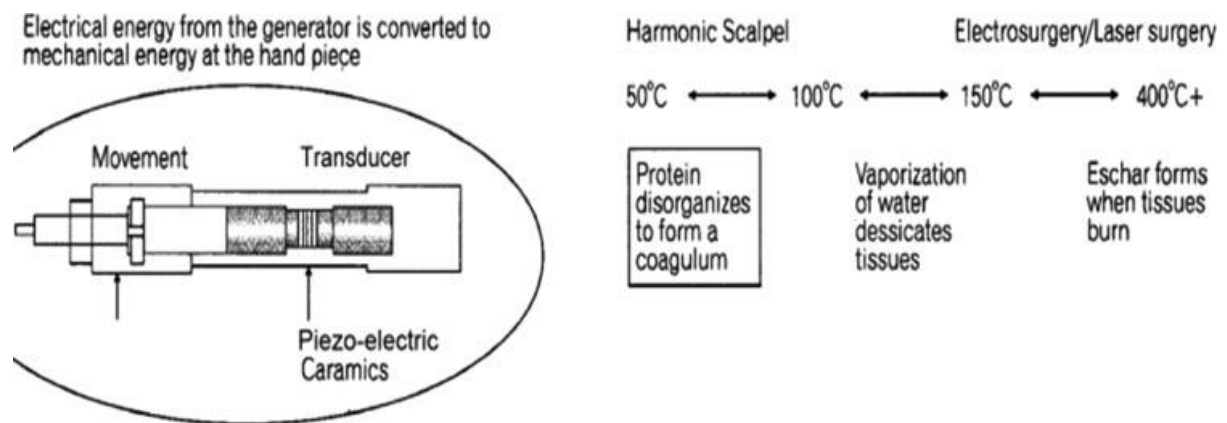 Electrical energy from the generator is converted to
mechanical energy at the hand piece
Movement
Transducer
Piezo-electric
Caramics
Harmonic Scalpel
Electrosurgery/Laser surgery
50°C
100°C
150°C
400°C+
Protein
disorganizes
to form a
coagulum
Vaporization
of water
dessicates
tissues
Eschar forms
when tissues
burn